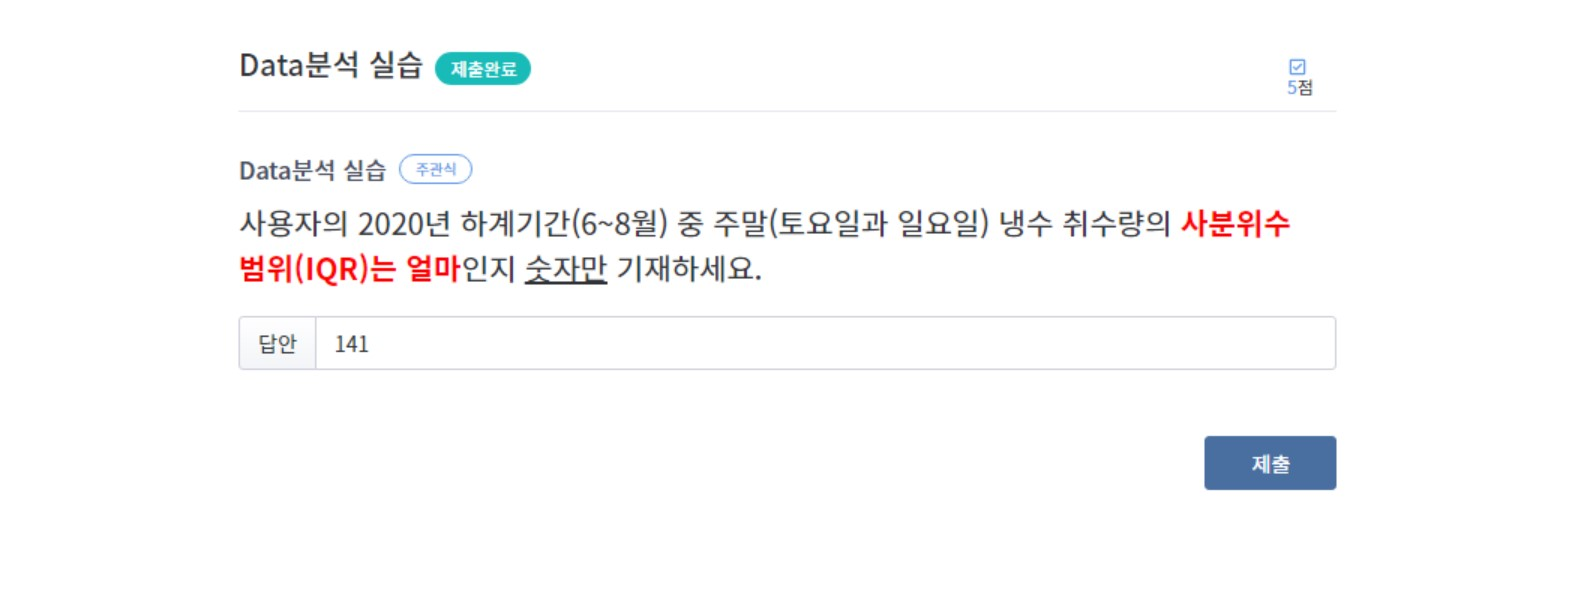 Data분석 실습 제출완료
5점
Data분석 실습 주관식
사용자의 2020년 하계기간(6~8월) 중 주말(토요일과 일요일) 냉수 취수량의 사분위수
범위(IQR)는 얼마인지 숫자만 기재하세요.
답안 141
제출